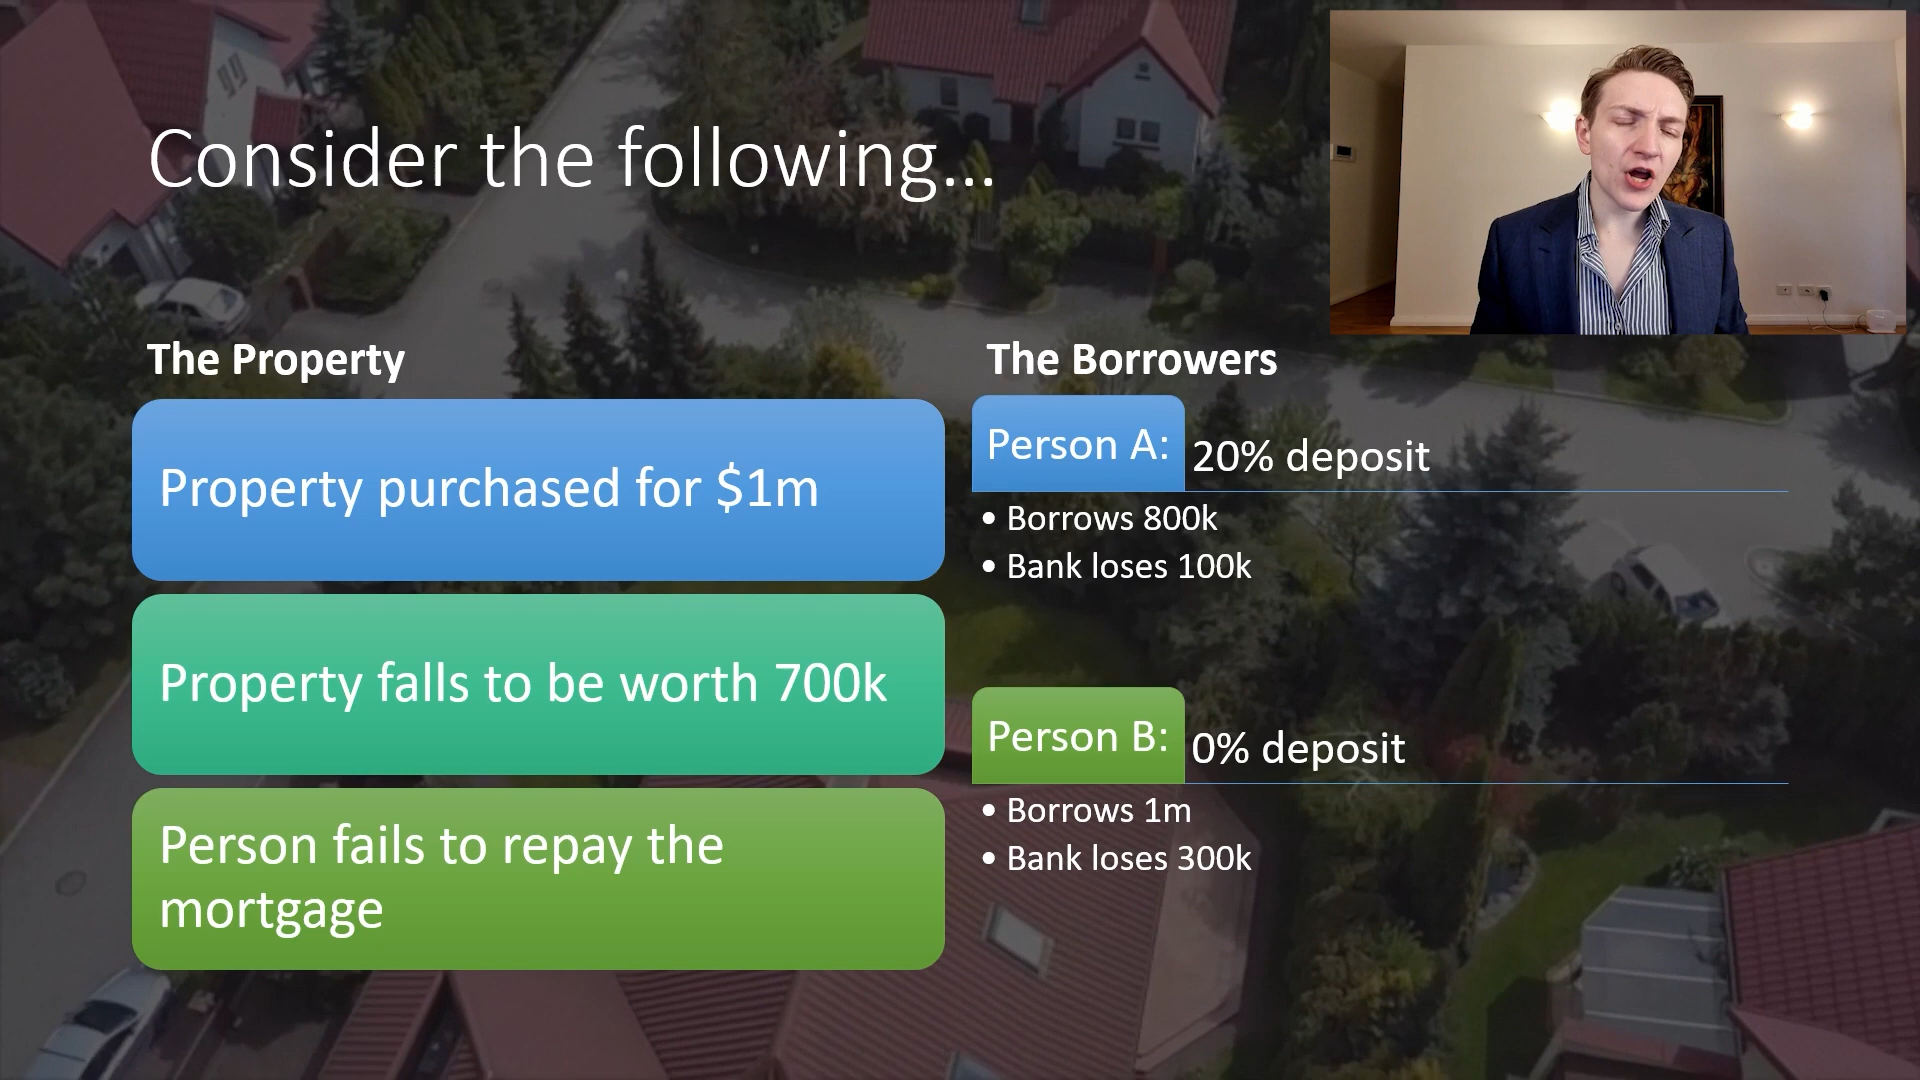 Consider the following...
The Property
Property purchased for $1m
Property falls to be worth 700k
Person fails to repay the
mortgage
The Borrowers
Person A:
20% deposit
• Borrows 800k
• Bank loses 100k
Person B:
0% deposit
• Borrows 1m
• Bank loses 300k